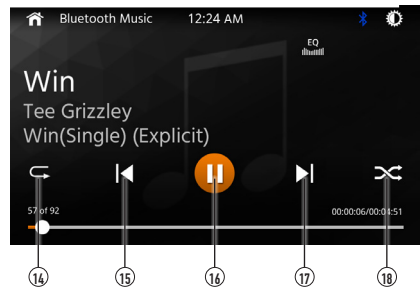 Bluetooth Music 12:24 AM
EQ
Win
Tee Grizzley
Win(Single) (Explicit)
57 of 92 00:00:06/00:04:51
14 15 16 17 18